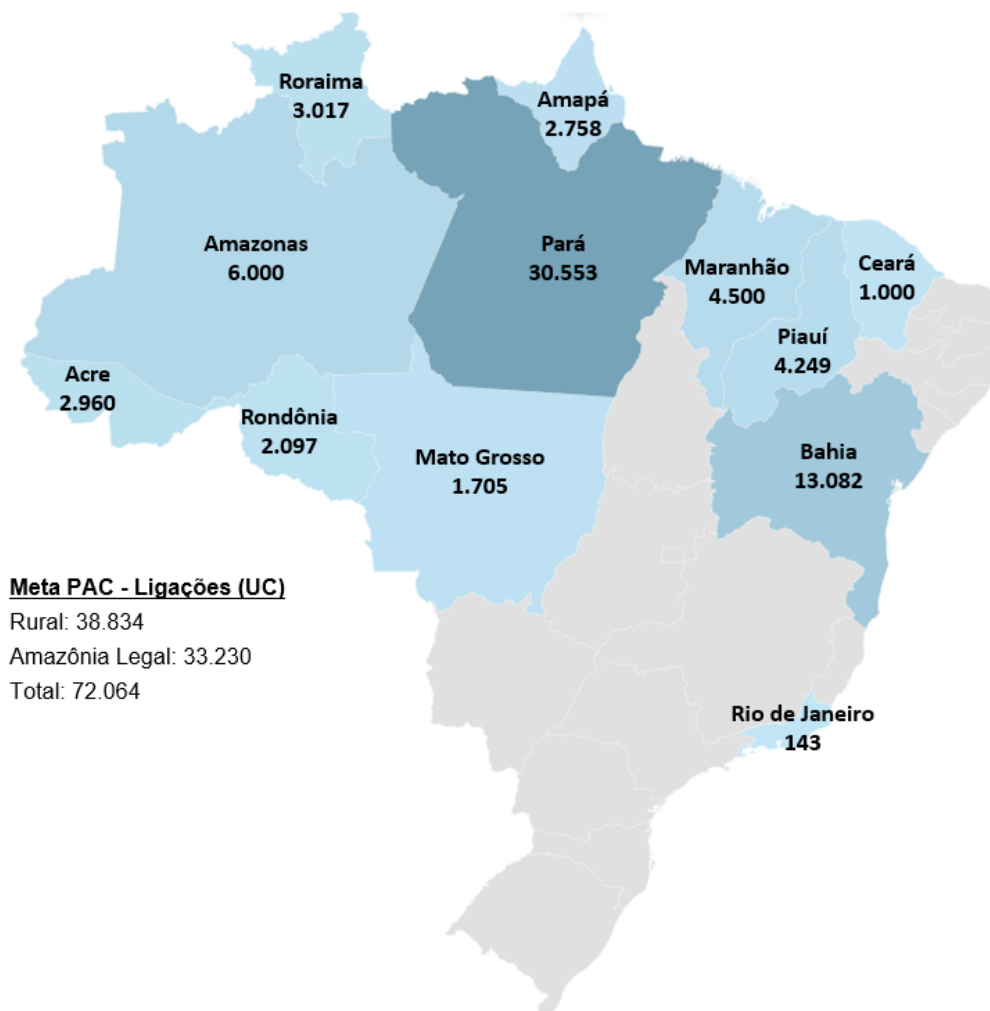 Roraima
3.017
Amapá
2.758
Amazonas
6.000
Pará
30.553
Maranhão
4.500
Ceará
1.000
Piauí
4.249
Acre
2.960
Rondônia
2.097
Mato Grosso
1.705
Bahia
13.082
Meta PAC - Ligações (UC)
Rural: 38.834
Amazônia Legal: 33.230
Total: 72.064
Rio de Janeiro
143